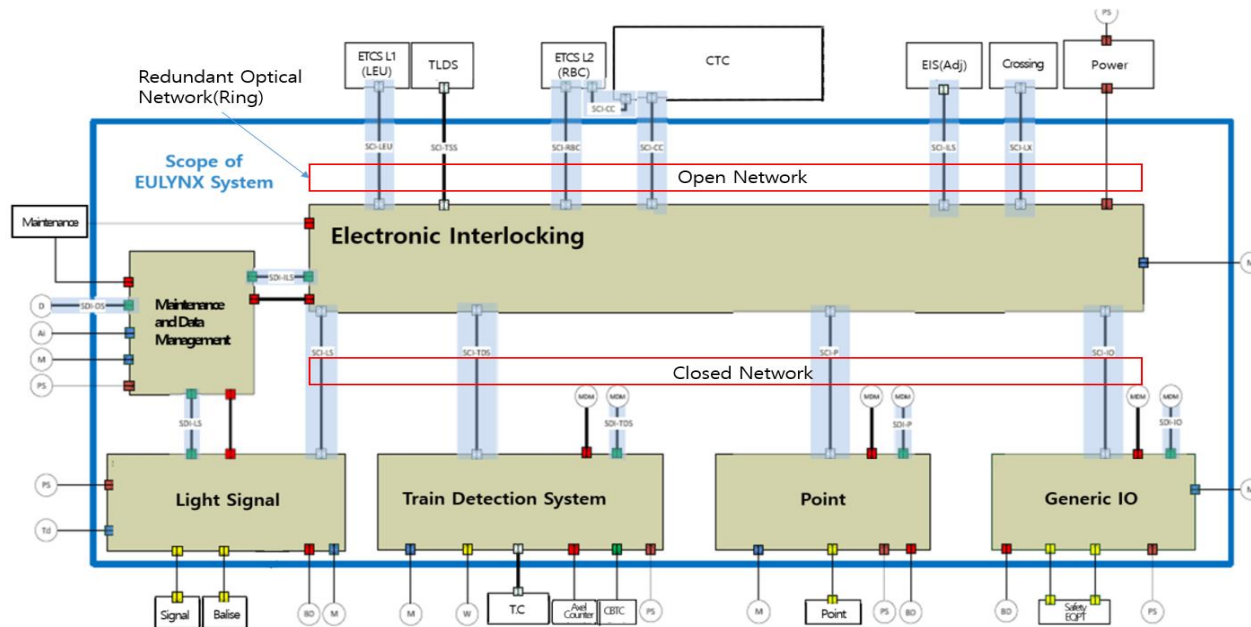 PS
ETCS L1
(LEU)
TLDS
ETCS L2
(RBC)
CTC
EIS(Adj)
Crossing
Power
Redundant Optical
Network(Ring)
SCI-CC
SCI-LEU
SCI-TSS
SCI-RBC
SCI-CC
SCI-ILS
SCI-LX
Scope of
EULYNX System
Open Network
Maintenance
Electronic Interlocking
SDI-ILS
M
D
SDI-DS
Maintenance
and Data
Management
AI
M
PS
SCI-LS
SCI-TDS
SCI-P
SCI-IO
Closed Network
SDI-LS
MDM
MDM
SDI-TDS
MDM
MDM
SDI-P
MDM
MDM
SDI-IO
PS
Light Signal
Train Detection System
Point
Generic IO
M
Td
Signal
Balise
BD
M
M
W
T.C
Axel
Counter
CBTC
PS
M
Point
PS
BD
BD
Safety
EQPT
PS